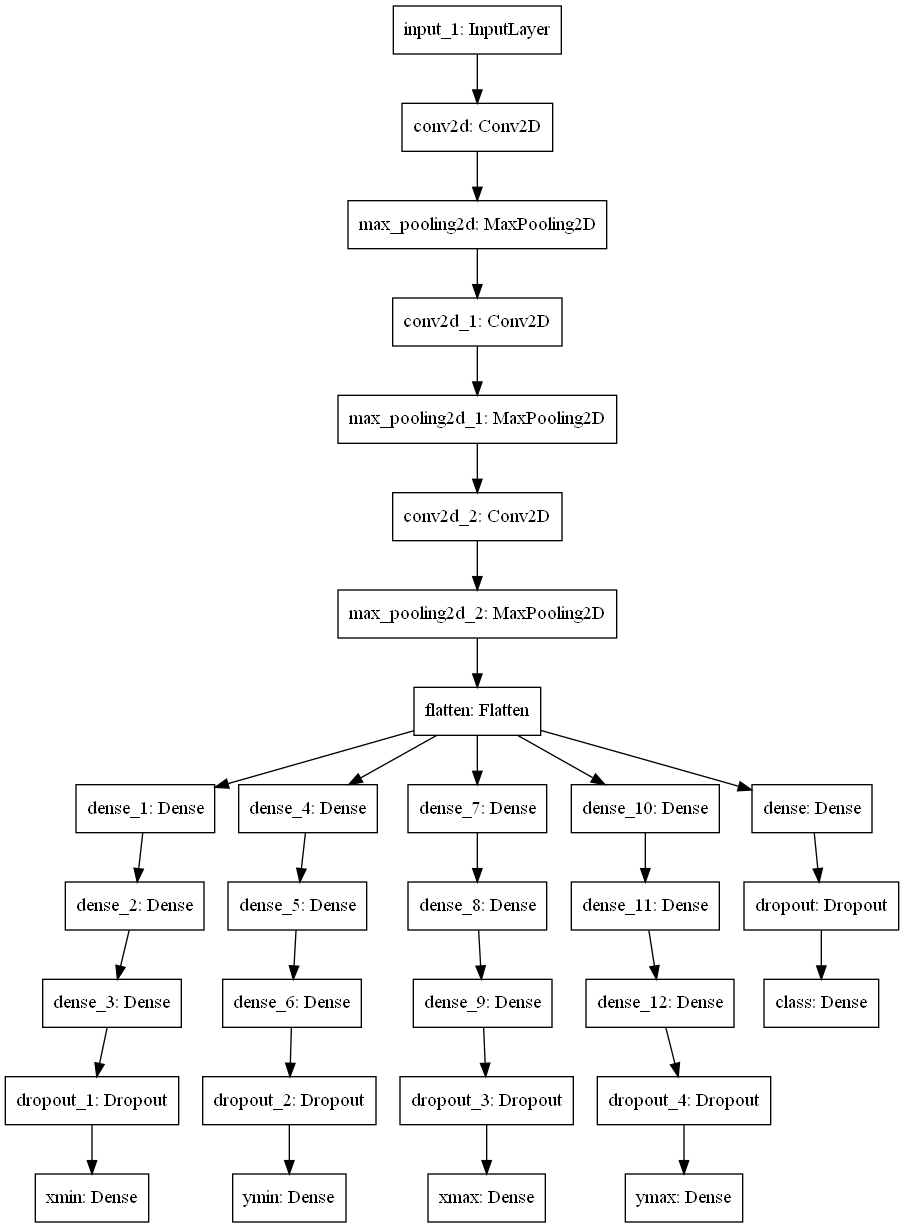 input_1: InputLayer
conv2d: Conv2D
max_pooling2d: MaxPooling2D
conv2d_1: Conv2D
max_pooling2d_1: MaxPooling2D
conv2d_2: Conv2D
max_pooling2d_2: MaxPooling2D
flatten: Flatten
dense_1: Dense
dense_4: Dense
dense_7: Dense
dense_10: Dense
dense: Dense
dense_2: Dense
dense_5: Dense
dense_8: Dense
dense_11: Dense
dropout: Dropout
dense_3: Dense
dense_6: Dense
dense_9: Dense
dense_12: Dense
class: Dense
dropout_1: Dropout
dropout_2: Dropout
dropout_3: Dropout
dropout_4: Dropout
xmin: Dense
ymin: Dense
xmax: Dense
ymax: Dense